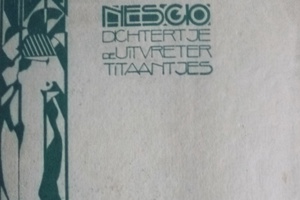 NESCIO
DICHTERTJE
DE UITVRETER
TITAANTJES